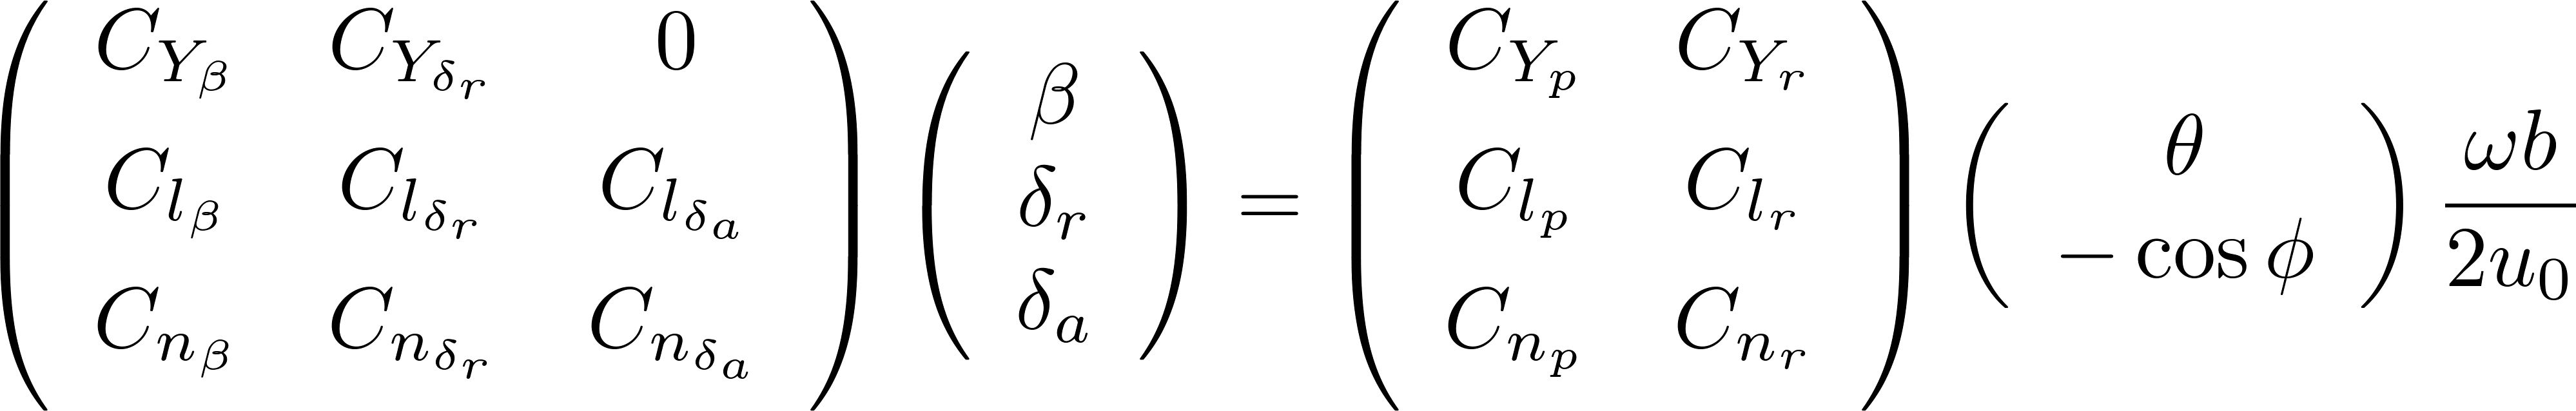 \begin{pmatrix} C_{Y_\beta} & C_{Y_{\delta_r}} & 0 \\ C_{l_\beta} & C_{l_{\delta_r}} & C_{l_{\delta_a}} \\ C_{n_\beta} & C_{n_{\delta_r}} & C_{n_{\delta_a}} \end{pmatrix} \begin{pmatrix} \beta \\ \delta_r \\ \delta_a \end{pmatrix} = \begin{pmatrix} C_{Y_p} & C_{Y_r} \\ C_{l_p} & C_{l_r} \\ C_{n_p} & C_{n_r} \end{pmatrix} \begin{pmatrix} \theta \\ -\cos\phi \end{pmatrix} \frac{\omega b}{2u_0}